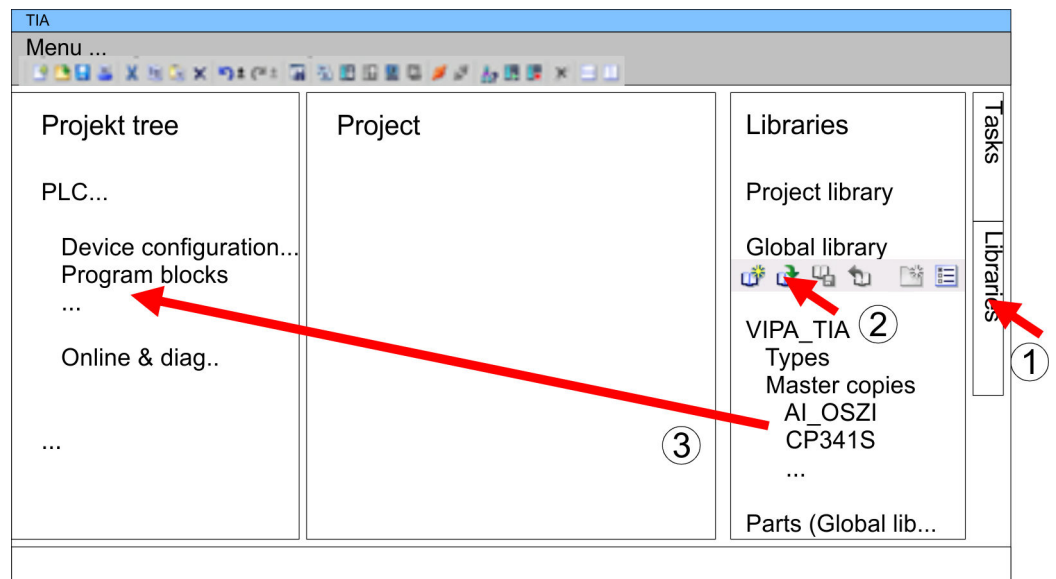 TIA
Menu ...
Projekt tree
PLC...
Device configuration...
Program blocks
...
Online & diag..
...
Project
③
Libraries
Project library
Global library
②
VIPA_TIA
Types
Master copies
AI_OSZI
CP341S
...
Parts (Global lib...
Tasks
Libraries
①